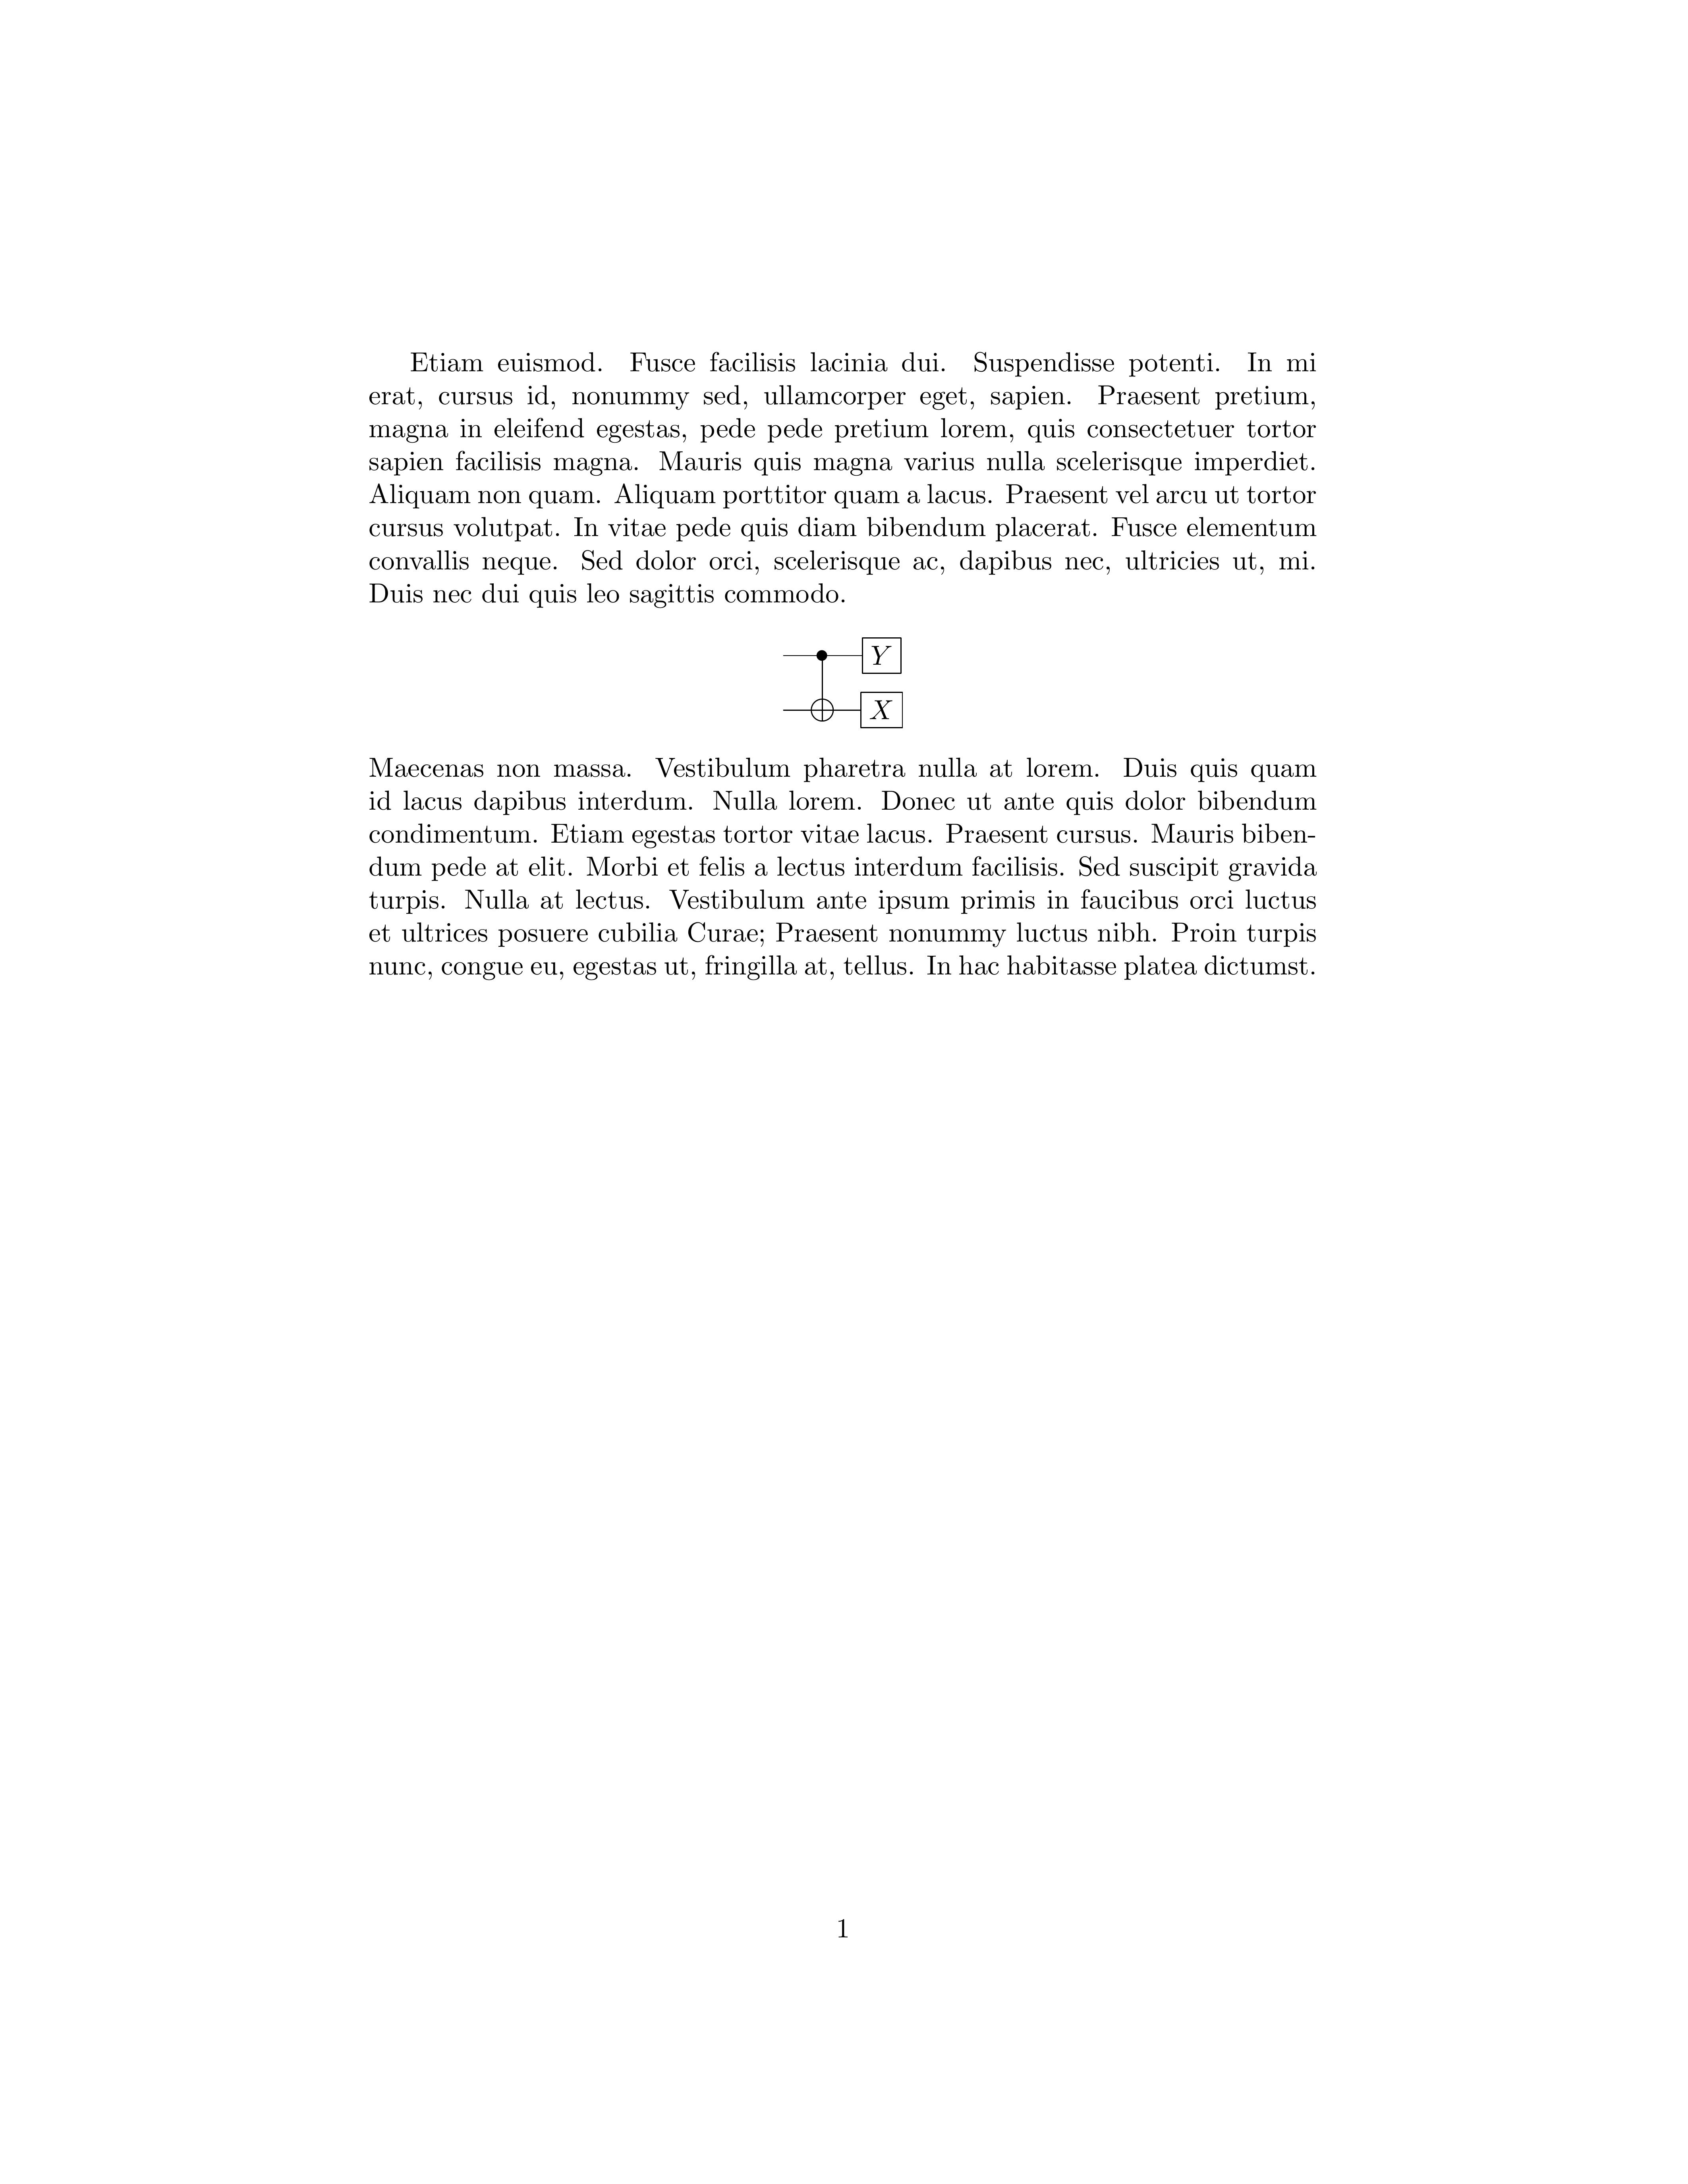 Etiam euismod. Fusce facilisis lacinia dui. Suspendisse potenti. In mi
erat, cursus id, nonummy sed, ullamcorper eget, sapien. Praesent pretium,
magna in eleifend egestas, pede pede pretium lorem, quis consectetuer tortor
sapien facilisis magna. Mauris quis magna varius nulla scelerisque imperdiet.
Aliquam non quam. Aliquam porttitor quam a lacus. Praesent vel arcu ut tortor
cursus volutpat. In vitae pede quis diam bibendum placerat. Fusce elementum
convallis neque. Sed dolor orci, scelerisque ac, dapibus nec, ultricies ut, mi.
Duis nec dui quis leo sagittis commodo.
Y
X
Maecenas non massa. Vestibulum pharetra nulla at lorem. Duis quis quam
id lacus dapibus interdum. Nulla lorem. Donec ut ante quis dolor bibendum
condimentum. Etiam egestas tortor vitae lacus. Praesent cursus. Mauris biben-
dum pede at elit. Morbi et felis a lectus interdum facilisis. Sed suscipit gravida
turpis. Nulla at lectus. Vestibulum ante ipsum primis in faucibus orci luctus
et ultrices posuere cubilia Curae; Praesent nonummy luctus nibh. Proin turpis
nunc, congue eu, egestas ut, fringilla at, tellus. In hac habitasse platea dictumst.
1